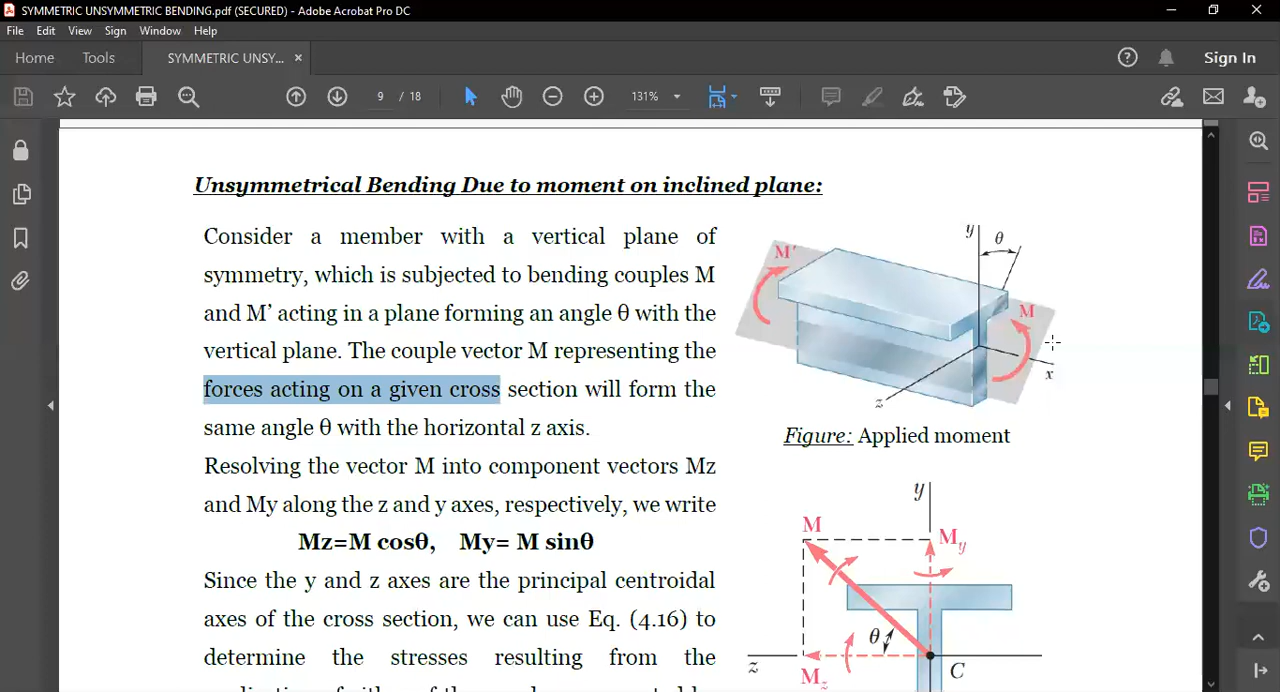 SYMMETRIC UNSYMMETRIC BENDING.pdf (SECURED) - Adobe Acrobat Pro DC
File Edit View Sign Window Help
Home Tools SYMMETRIC UNSY... × Sign In
9 / 18 131%
Unsymmetrical Bending Due to moment on inclined plane:
Consider a member with a vertical plane of
symmetry, which is subjected to bending couples M
and M’ acting in a plane forming an angle θ with the
vertical plane. The couple vector M representing the
forces acting on a given cross section will form the
same angle θ with the horizontal z axis.
Resolving the vector M into component vectors Mz
and My along the z and y axes, respectively, we write
Mz=M cosθ, My= M sinθ
Since the y and z axes are the principal centroidal
axes of the cross section, we can use Eq. (4.16) to
determine the stresses resulting from the
y θ
M'
M
x
z
Figure: Applied moment
y
M
My
θ
z
C
Mz